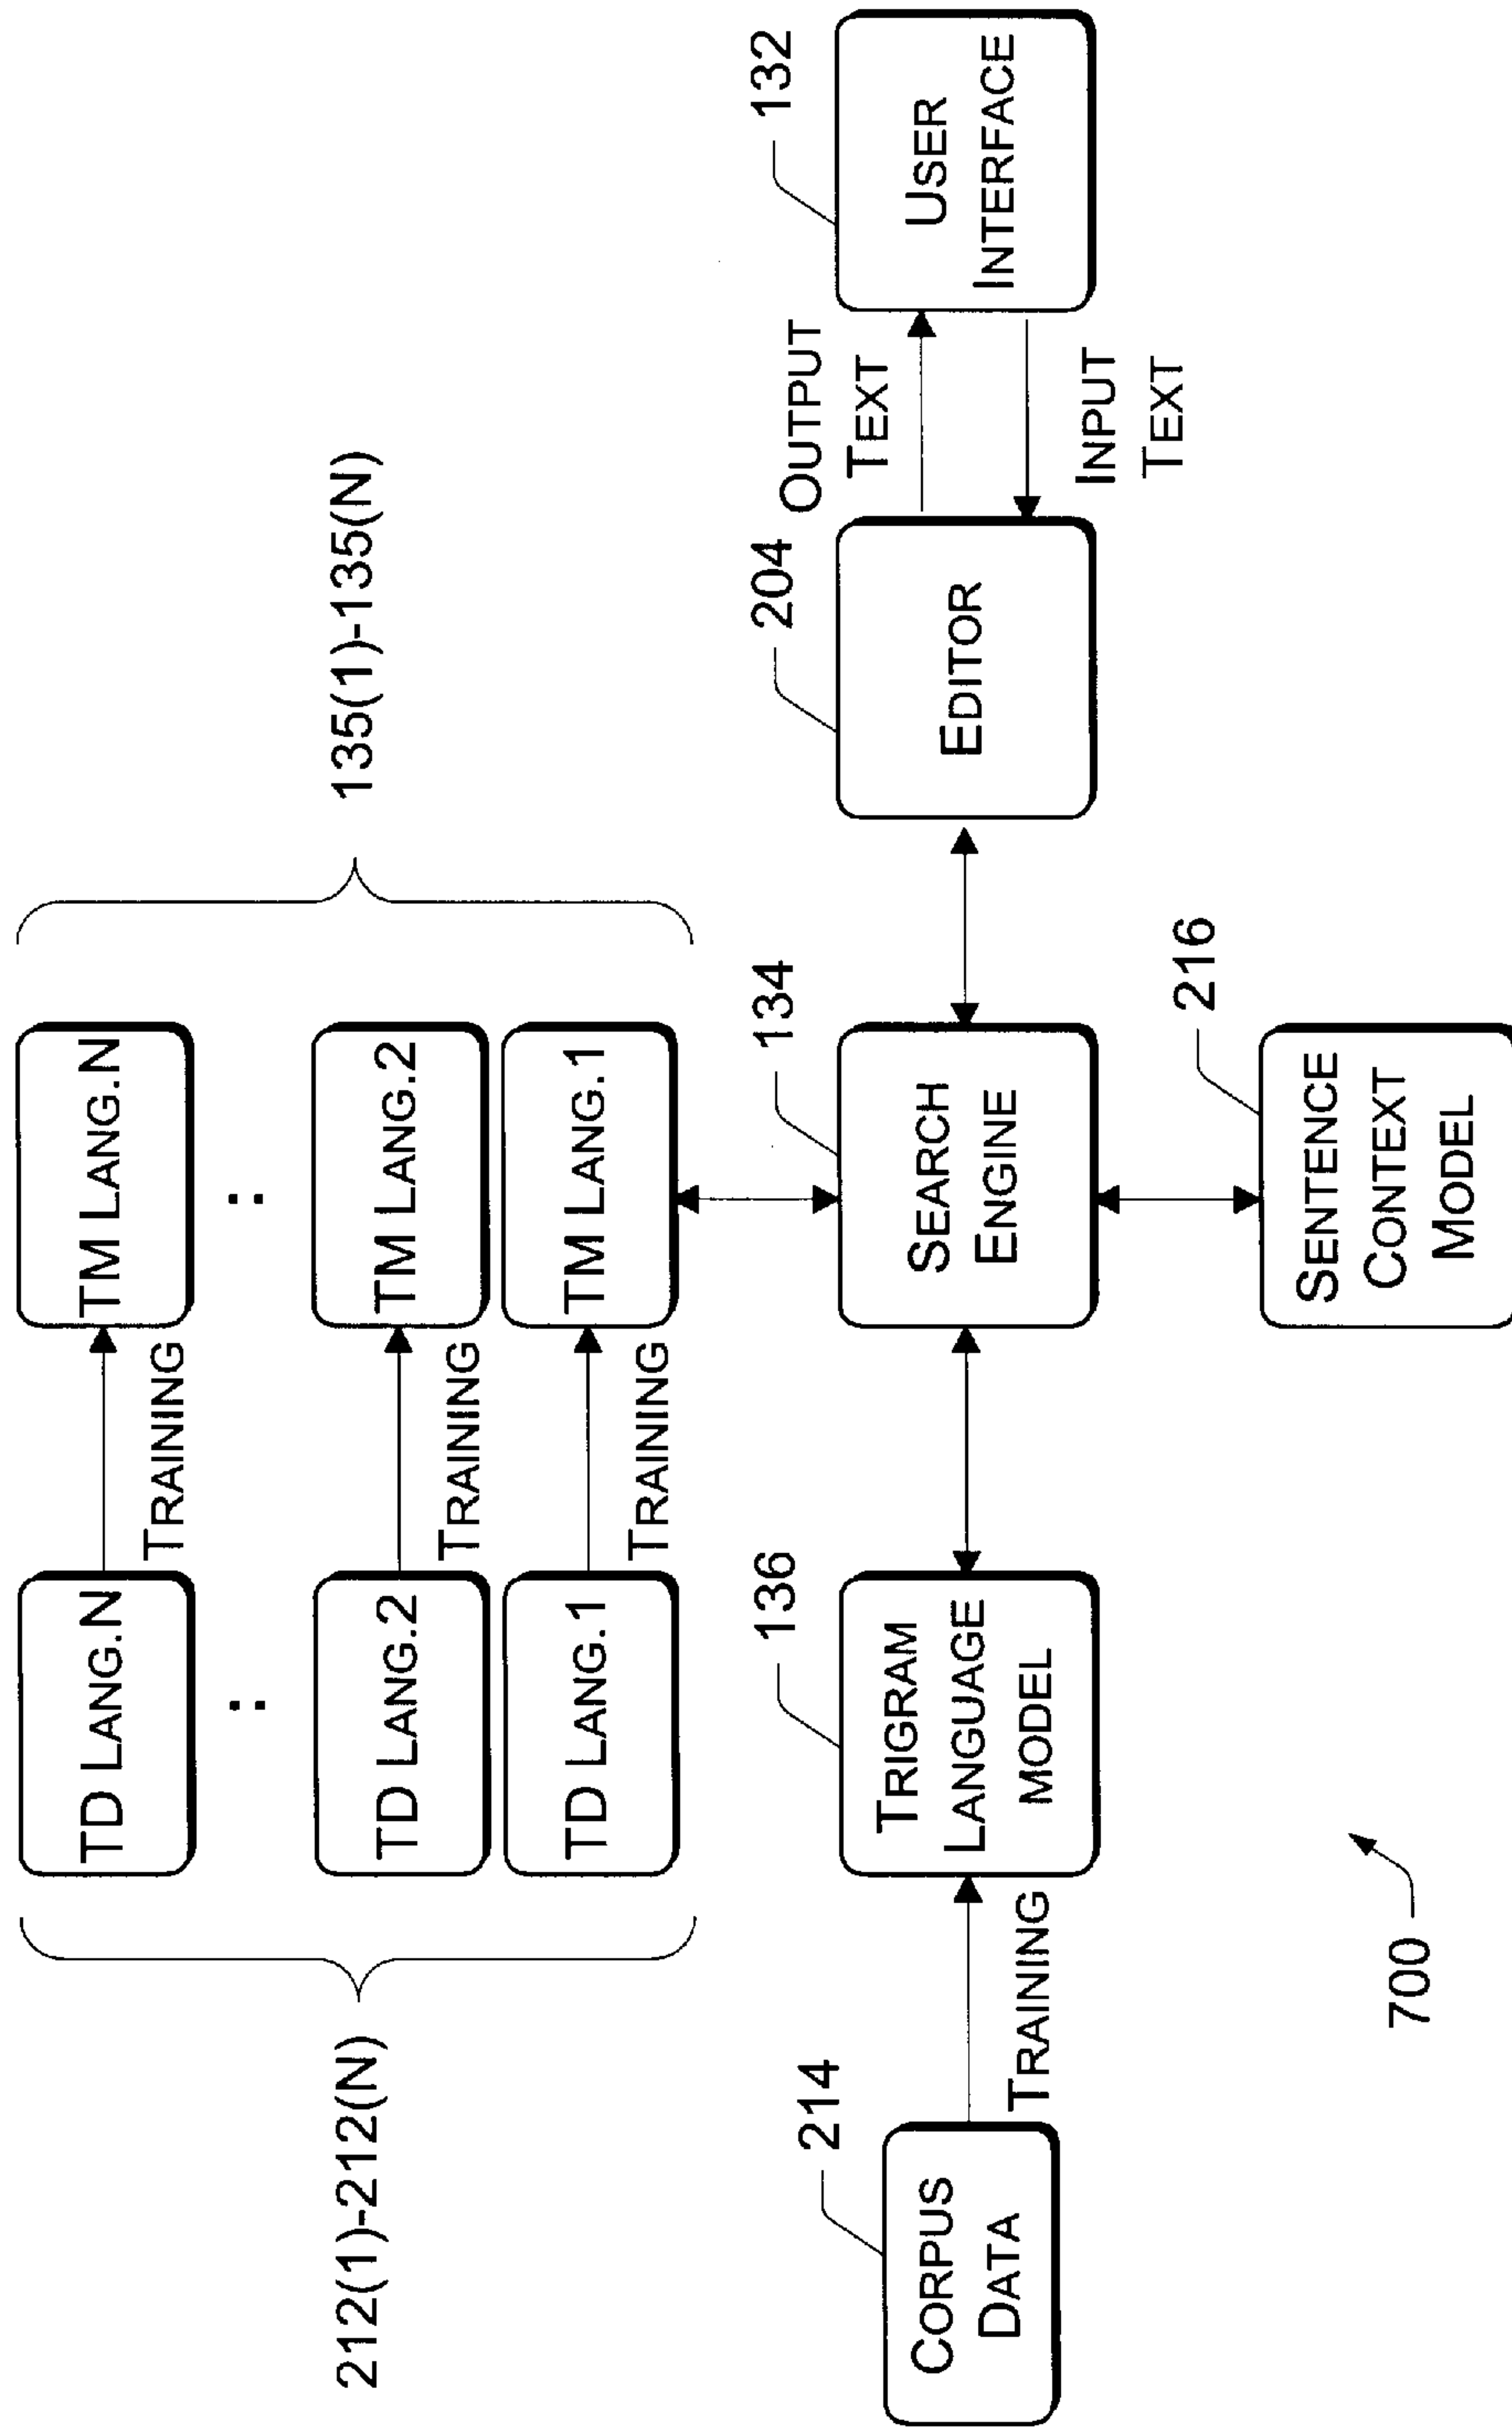 212(1)-212(N)
135(1)-135(N)
TD LANG.N
TRAINING
TM LANG.N
:
:
TD LANG.2
TRAINING
TM LANG.2
TD LANG.1
TRAINING
TM LANG.1
214
CORPUS
DATA
TRAINING
136
TRIGRAM
LANGUAGE
MODEL
134
SEARCH
ENGINE
204
EDITOR
OUTPUT
TEXT
INPUT
TEXT
132
USER
INTERFACE
216
SENTENCE
CONTEXT
MODEL
700